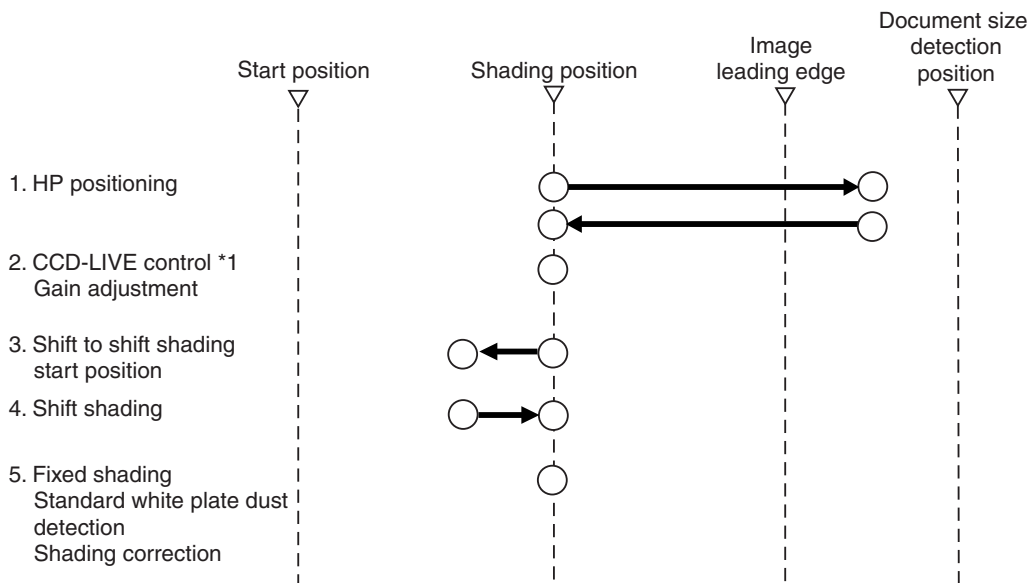 Start position
Shading position
Image
leading edge
Document size
detection
position
1. HP positioning
2. CCD-LIVE control *1
Gain adjustment
3. Shift to shift shading
start position
4. Shift shading
5. Fixed shading
Standard white plate dust
detection
Shading correction